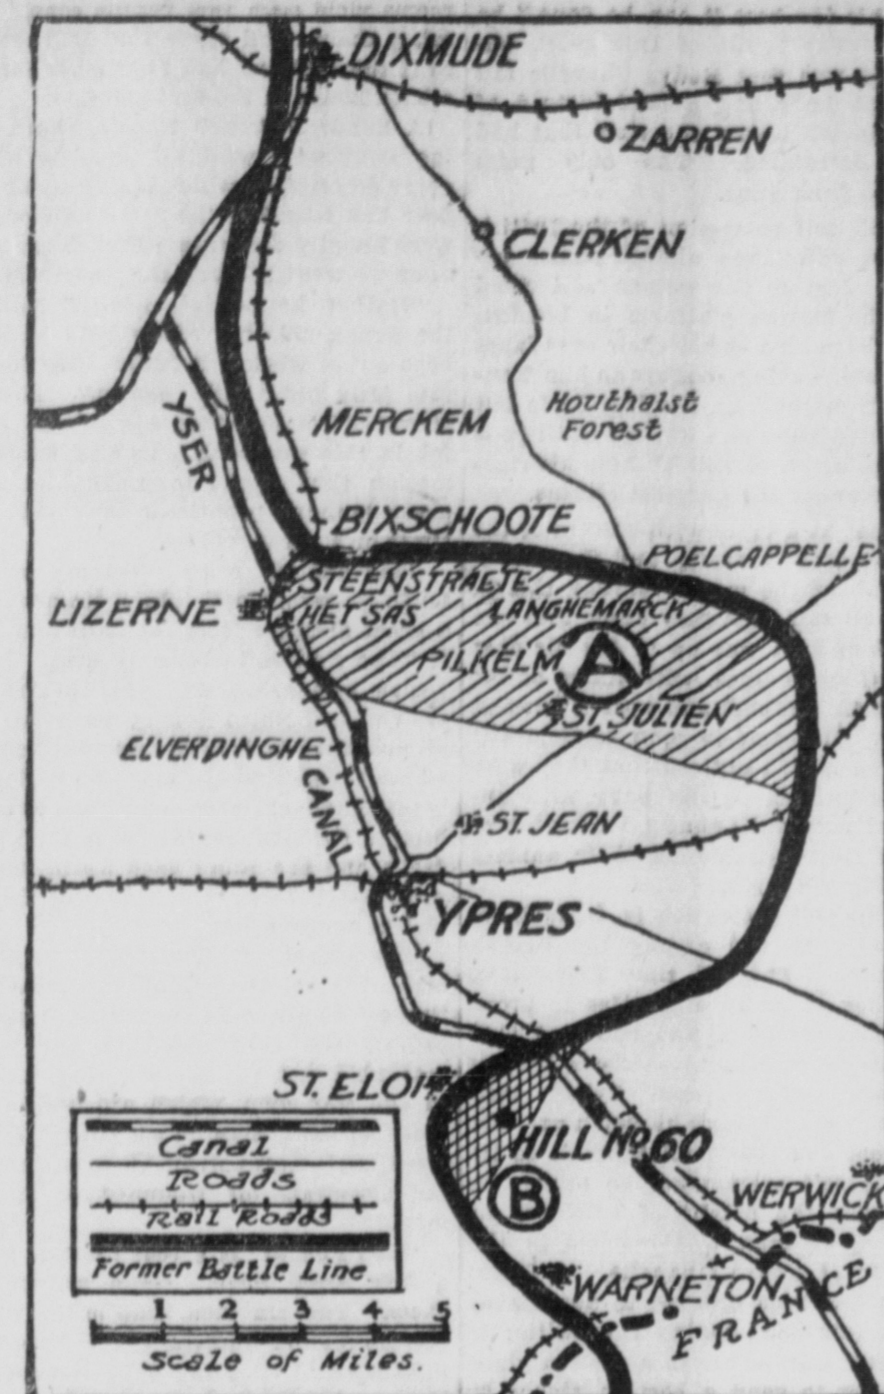 DIXMUDE
ZARREN
CLERKEN
Houthalst
Forest
YSER
MERCKEM
BIXSCHOOTE
POELCAPPELLE
STEENSTRAETE
LIZERNE
HET SAS
LANGHEMARCK
PILKELM
A
ST. JULIEN
ELVERDINGHE
CANAL
ST. JEAN
YPRES
ST. ELOI
HILL No 60
B
WERWICK
WARNETON
FRANCE
Canal
Roads
Rail Roads
Former Battle Line
1 2 3 4 5
Scale of Miles.